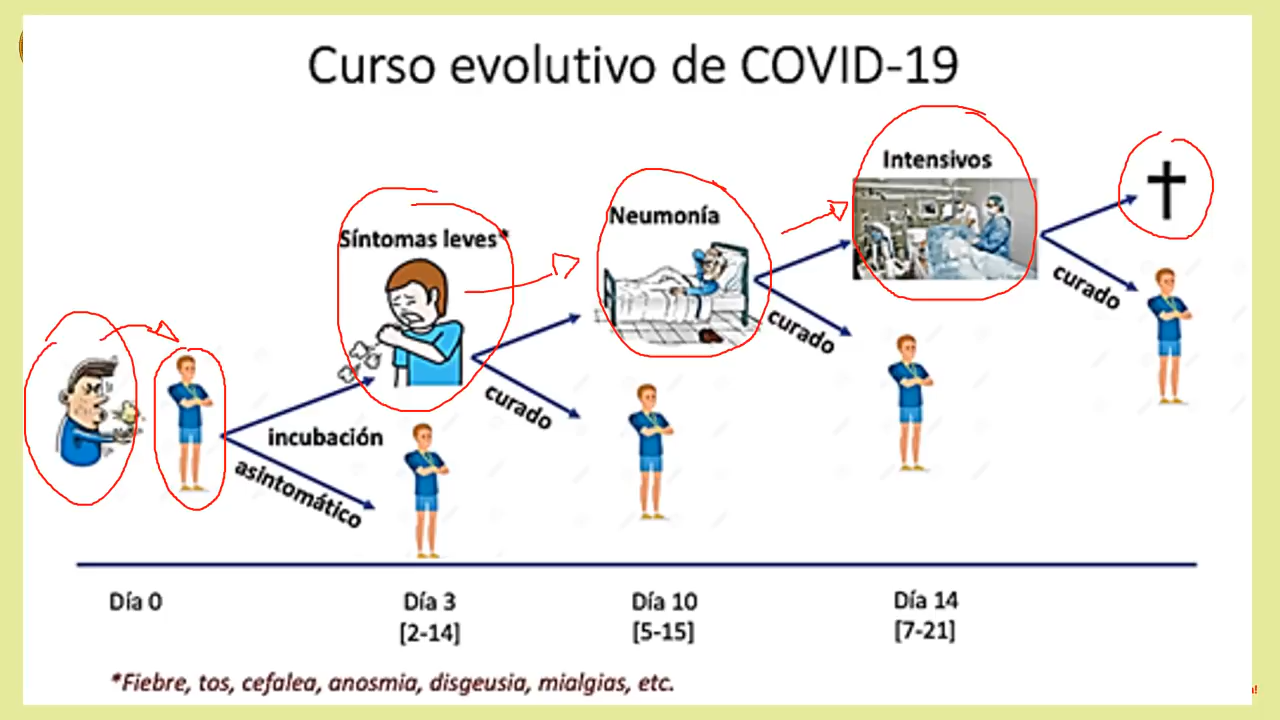 Curso evolutivo de COVID-19
Intensivos
Neumonía
Síntomas leves*
curado
curado
curado
incubación
asintomático
Día 0
Día 3
[2-14]
Día 10
[5-15]
Día 14
[7-21]
*Fiebre, tos, cefalea, anosmia, disgeusia, mialgias, etc.